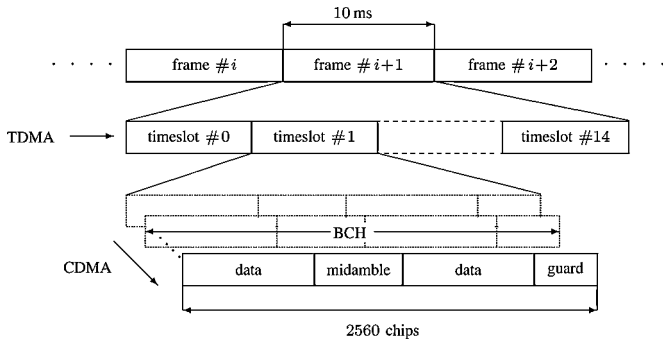 10 ms
· · · · frame #i frame #i+1 frame #i+2 · · · ·
TDMA timeslot #0 timeslot #1 timeslot #14
BCH
CDMA data midamble data guard
2560 chips